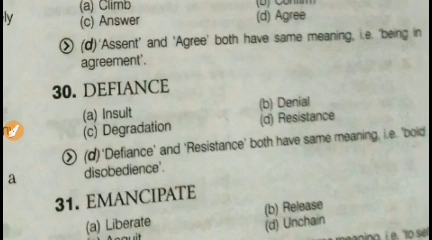 ly
(a) Climb
(c) Answer
(d) Agree
(d) 'Assent' and 'Agree' both have same meaning, i.e. 'being in
agreement'.
30. DEFIANCE
(a) Insult
(b) Denial
(c) Degradation
(d) Resistance
(d) 'Defiance' and 'Resistance' both have same meaning, i.e. 'bold
disobedience'.
a
31. EMANCIPATE
(a) Liberate
(b) Release
(d) Unchain